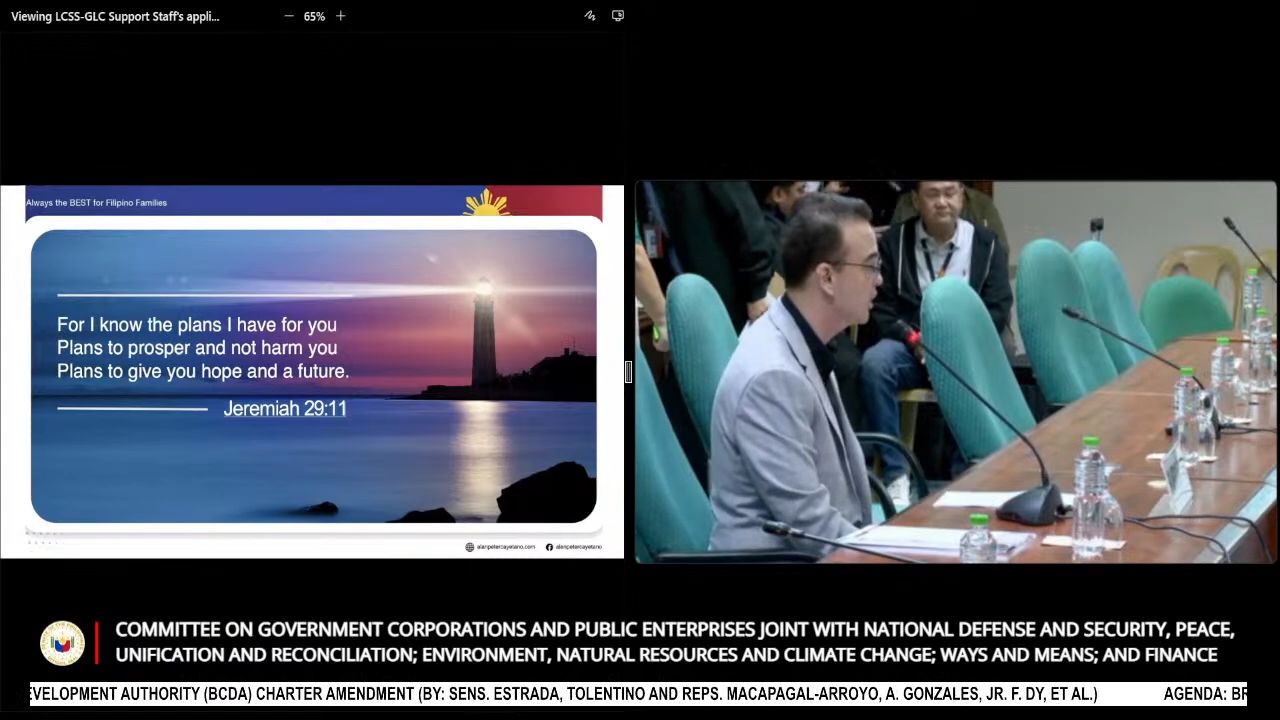 Viewing LCSS-GLC Support Staff's appli...
65%
Always the BEST for Filipino Families
For I know the plans I have for you
Plans to prosper and not harm you
Plans to give you hope and a future.
Jeremiah 29:11
alanpetercayetano.com
alanpetercayetano
COMMITTEE ON GOVERNMENT CORPORATIONS AND PUBLIC ENTERPRISES JOINT WITH NATIONAL DEFENSE AND SECURITY, PEACE,
UNIFICATION AND RECONCILIATION; ENVIRONMENT, NATURAL RESOURCES AND CLIMATE CHANGE; WAYS AND MEANS; AND FINANCE
EVELOPMENT AUTHORITY (BCDA) CHARTER AMENDMENT (BY: SENS. ESTRADA, TOLENTINO AND REPS. MACAPAGAL-ARROYO, A. GONZALES, JR. F. DY, ET AL.) AGENDA: BR